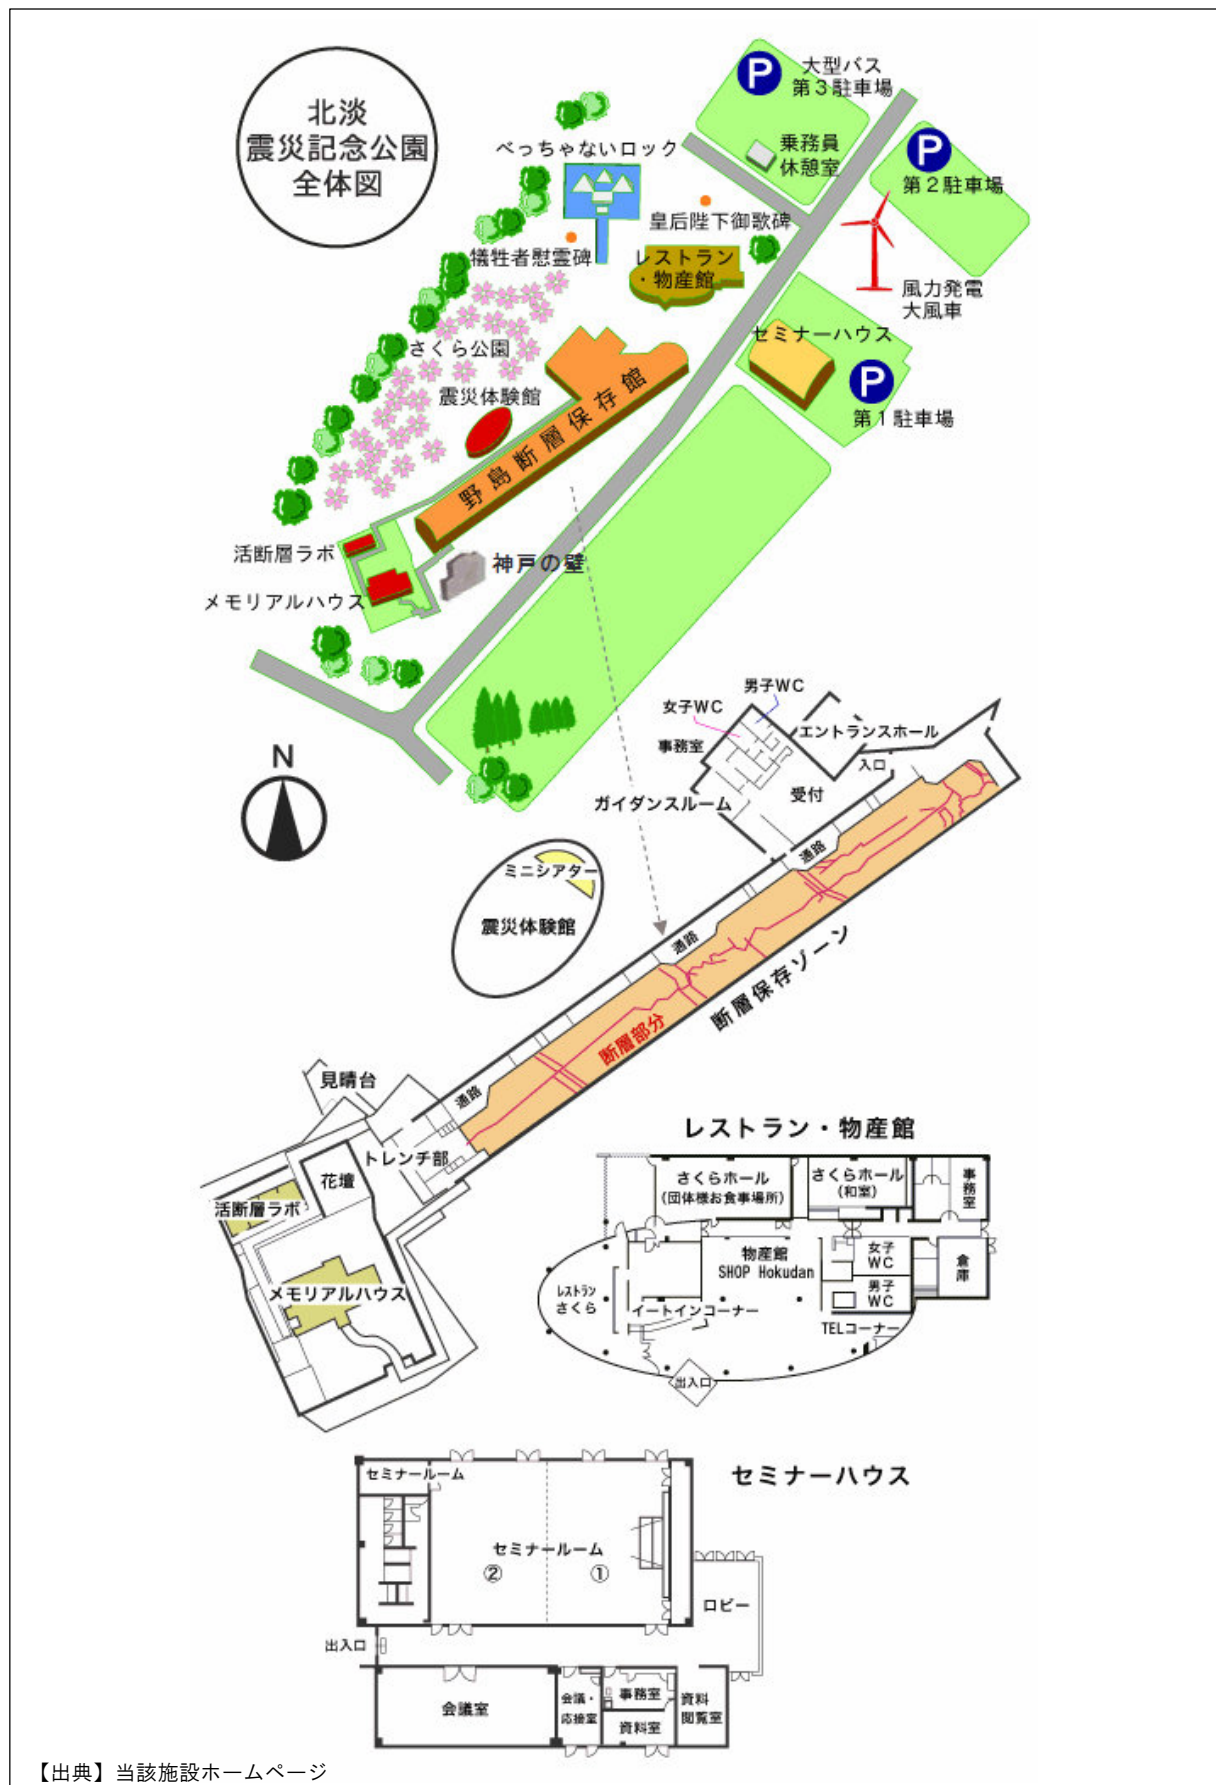 北淡
震災記念公園
全体図
P
大型バス
第3駐車場
乗務員
休憩室
P
第2駐車場
べっちゃないロック
皇后陛下御歌碑
犠牲者慰霊碑
レストラン
・物産館
風力発電
大風車
セミナーハウス
P
第1駐車場
さくら公園
震災体験館
野島断層保存館
活断層ラボ
神戸の壁
メモリアルハウス
N
男子WC
女子WC
事務室
エントランスホール
入口
受付
ガイダンスルーム
通路
ミニシアター
震災体験館
通路
断層保存ゾーン
断層部分
通路
見晴台
トレンチ部
花壇
活断層ラボ
メモリアルハウス
レストラン・物産館
さくらホール
(団体様お食事場所)
さくらホール
(和室)
事務室
物産館
SHOP Hokudan
女子
WC
倉庫
男子
WC
レストラン
さくら
イートインコーナー
TELコーナー
出入口
セミナーハウス
セミナールーム
セミナールーム
② ①
ロビー
出入口
会議室
会議・
応接室
事務室
資料室
資料
閲覧室
【出典】当該施設ホームページ